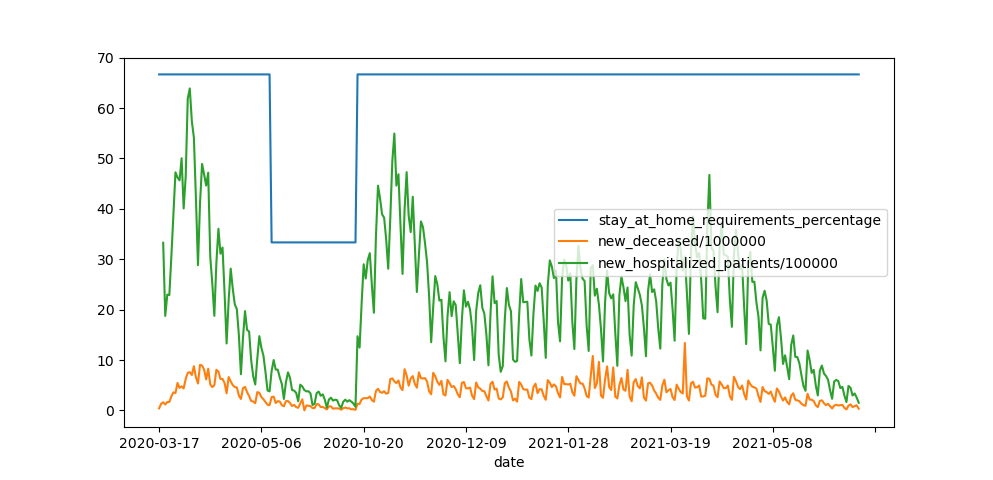 70
60
50
40
30
20
10
0
stay_at_home_requirements_percentage
new_deceased/1000000
new_hospitalized_patients/100000
2020-03-17 2020-05-06 2020-10-20 2020-12-09 2021-01-28 2021-03-19 2021-05-08
date